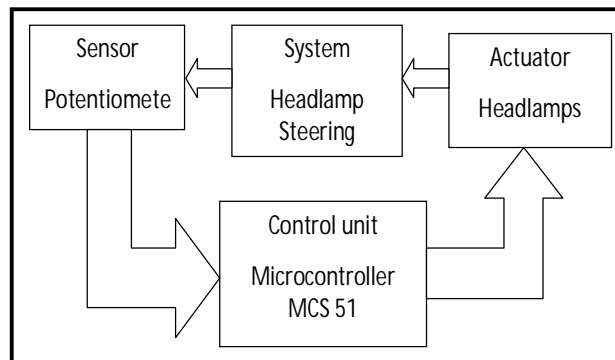 Sensor
Potentiomete
System
Headlamp
Steering
Actuator
Headlamps
Control unit
Microcontroller
MCS 51